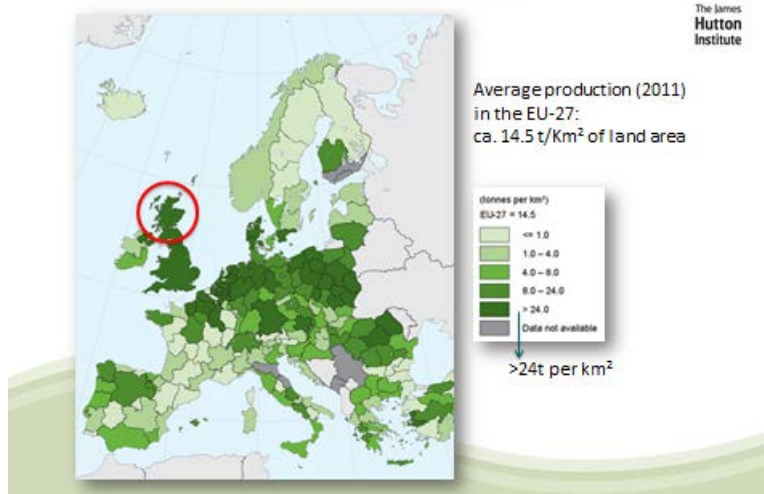 The James
Hutton
Institute
Average production (2011)
in the EU-27:
ca. 14.5 t/Km² of land area
(tonnes per km²)
EU-27 = 14.5
<= 1.0
1.0 – 4.0
4.0 – 8.0
8.0 – 24.0
> 24.0
Data not available
>24t per km²